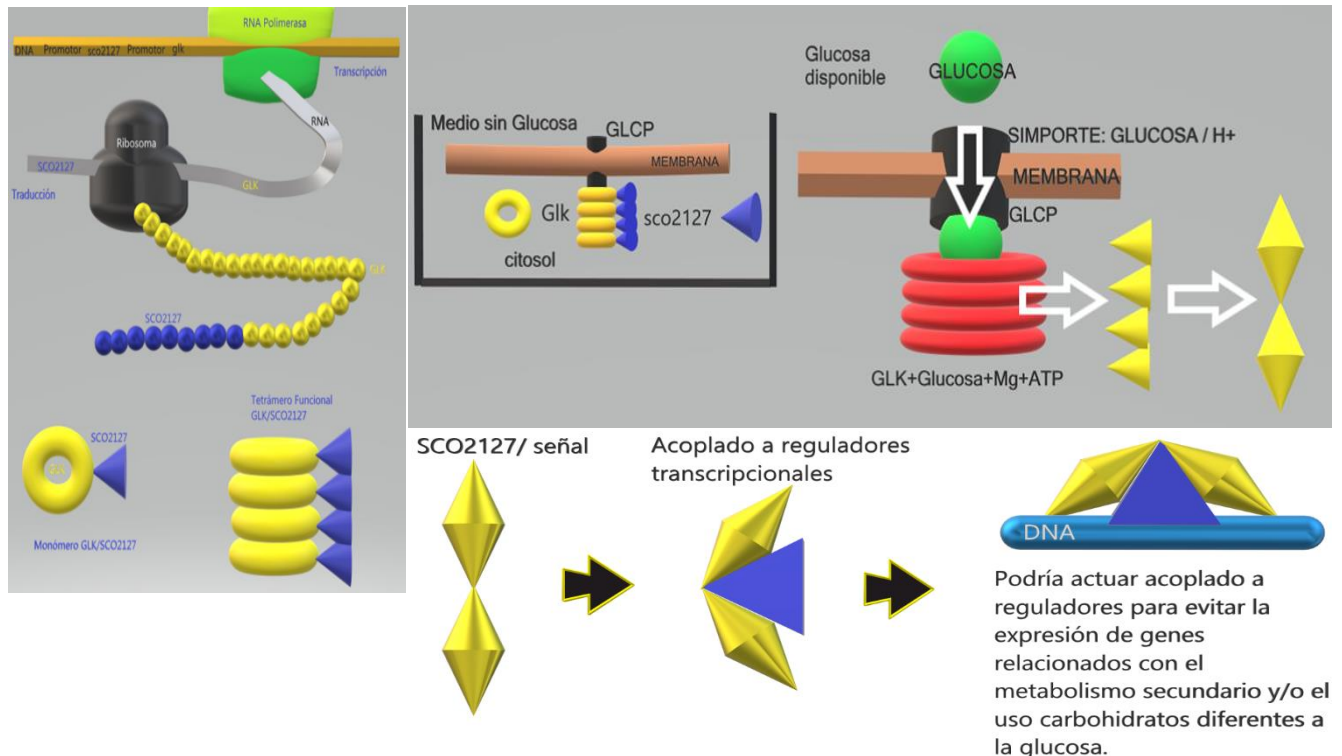 RNA Polimerasa
DNA Promotor sco2127 Promotor glk
Transcripción
RNA
Ribosoma
SCO2127
GLK
Traducción
GLK
SCO2127
SCO2127
GLK
Monómero GLK/SCO2127
Tetrámero Funcional
GLK/SCO2127
Medio sin Glucosa
GLCP
MEMBRANA
Glk
sco2127
citosol
Glucosa
disponible
GLUCOSA
SIMPORTE: GLUCOSA / H+
MEMBRANA
GLCP
GLK+Glucosa+Mg+ATP
SCO2127/ señal
Acoplado a reguladores
transcripcionales
DNA
Podría actuar acoplado a
reguladores para evitar la
expresión de genes
relacionados con el
metabolismo secundario y/o el
uso carbohidratos diferentes a
la glucosa.